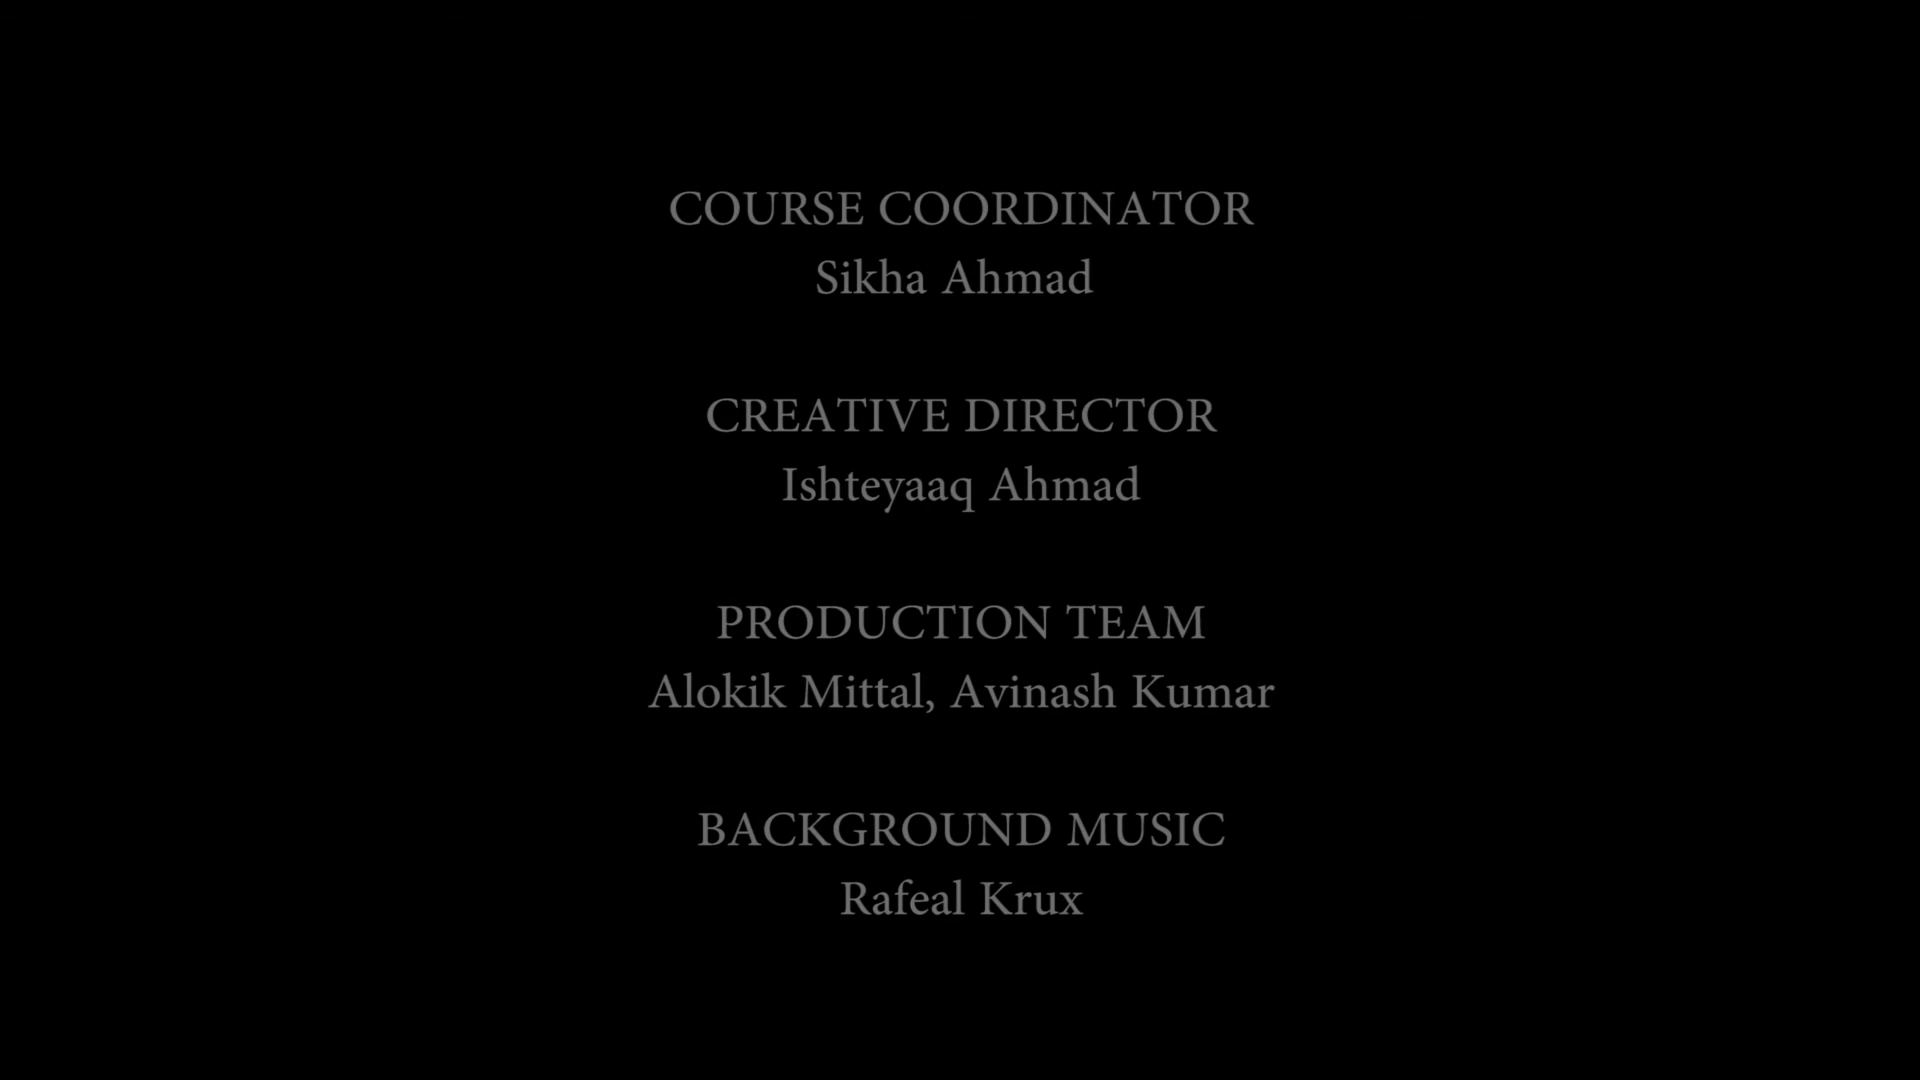 COURSE COORDINATOR
Sikha Ahmad
CREATIVE DIRECTOR
Ishteyaaq Ahmad
PRODUCTION TEAM
Alokik Mittal, Avinash Kumar
BACKGROUND MUSIC
Rafeal Krux